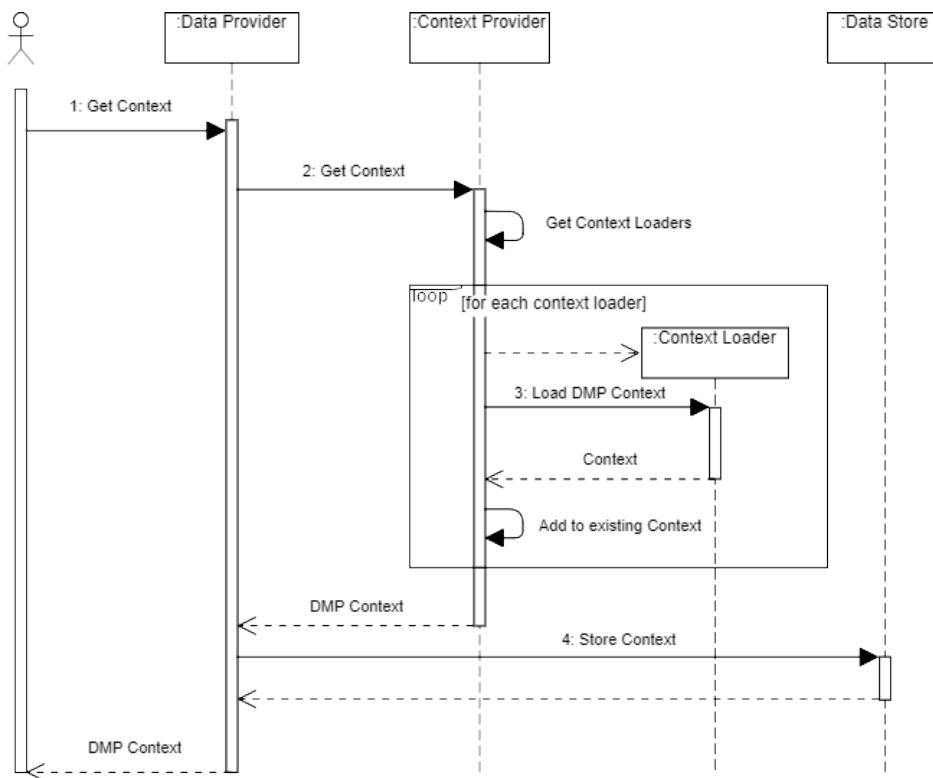 :Data Provider
:Context Provider
:Data Store
1: Get Context
2: Get Context
Get Context Loaders
loop
[for each context loader]
:Context Loader
3: Load DMP Context
Context
Add to existing Context
DMP Context
4: Store Context
DMP Context